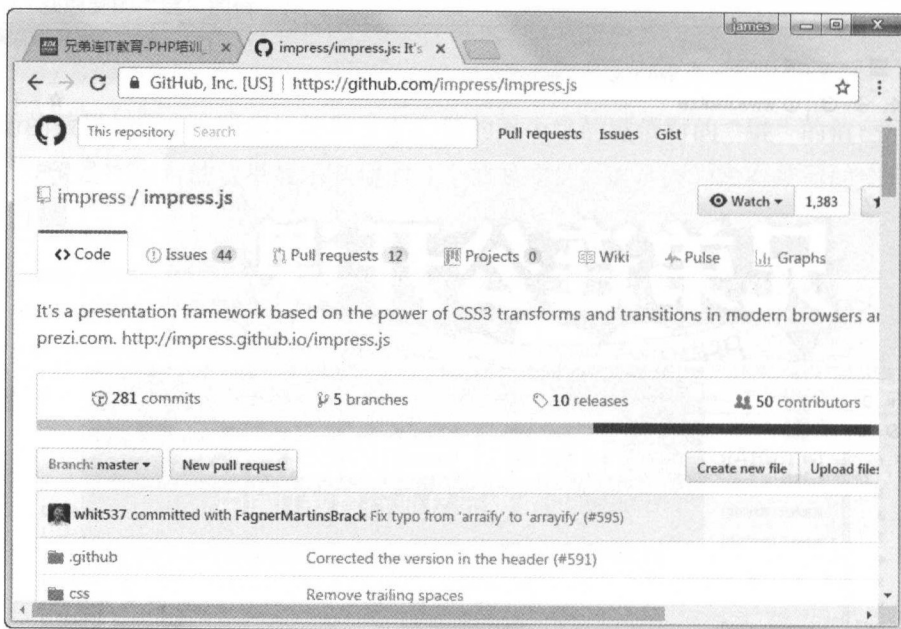 james
兄弟连IT教育-PHP培训_ impress/impress.js: It's
GitHub, Inc. [US] | https://github.com/impress/impress.js
This repository Search Pull requests Issues Gist
impress / impress.js Watch 1,383
Code Issues 44 Pull requests 12 Projects 0 Wiki Pulse Graphs
It's a presentation framework based on the power of CSS3 transforms and transitions in modern browsers ar
prezi.com. http://impress.github.io/impress.js
281 commits 5 branches 10 releases 50 contributors
Branch: master New pull request Create new file Upload files
whit537 committed with FagnerMartinsBrack Fix typo from 'arraify' to 'arrayify' (#595)
.github Corrected the version in the header (#591)
css Remove trailing spaces